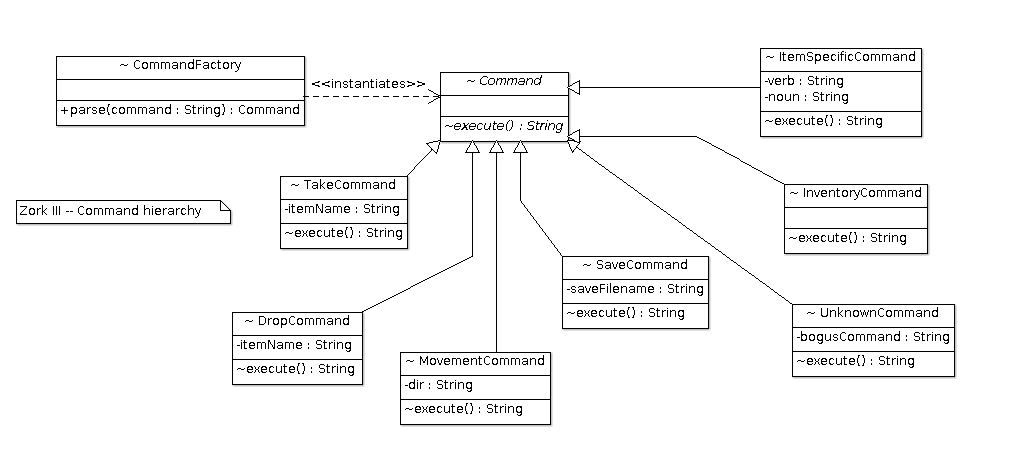 ~ CommandFactory
+parse(command : String) : Command
<<instantiates>>
~ Command
~execute() : String
~ ItemSpecificCommand
-verb : String
-noun : String
~execute() : String
~ TakeCommand
-itemName : String
~execute() : String
~ InventoryCommand
~execute() : String
Zork III -- Command hierarchy
~ SaveCommand
-saveFilename : String
~execute() : String
~ DropCommand
-itemName : String
~execute() : String
~ MovementCommand
-dir : String
~execute() : String
~ UnknownCommand
-bogusCommand : String
~execute() : String